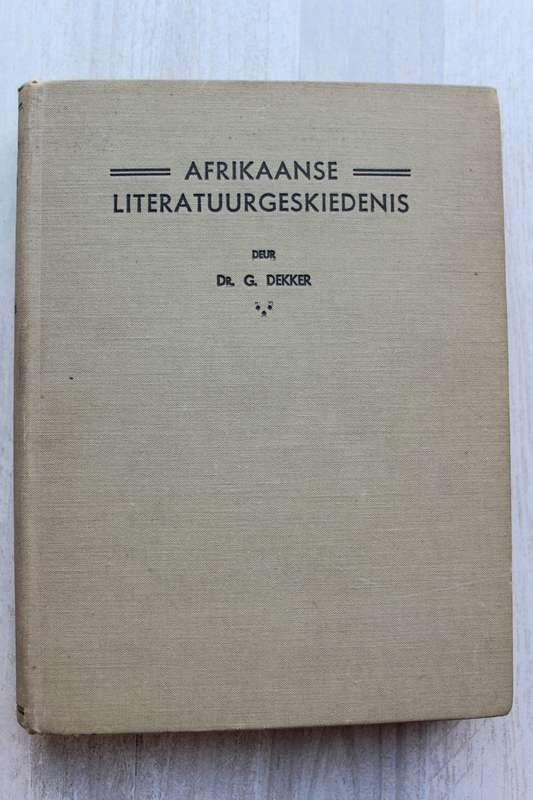 AFRIKAANSE
LITERATUURGESKIEDENIS
DEUR
DR. G. DEKKER